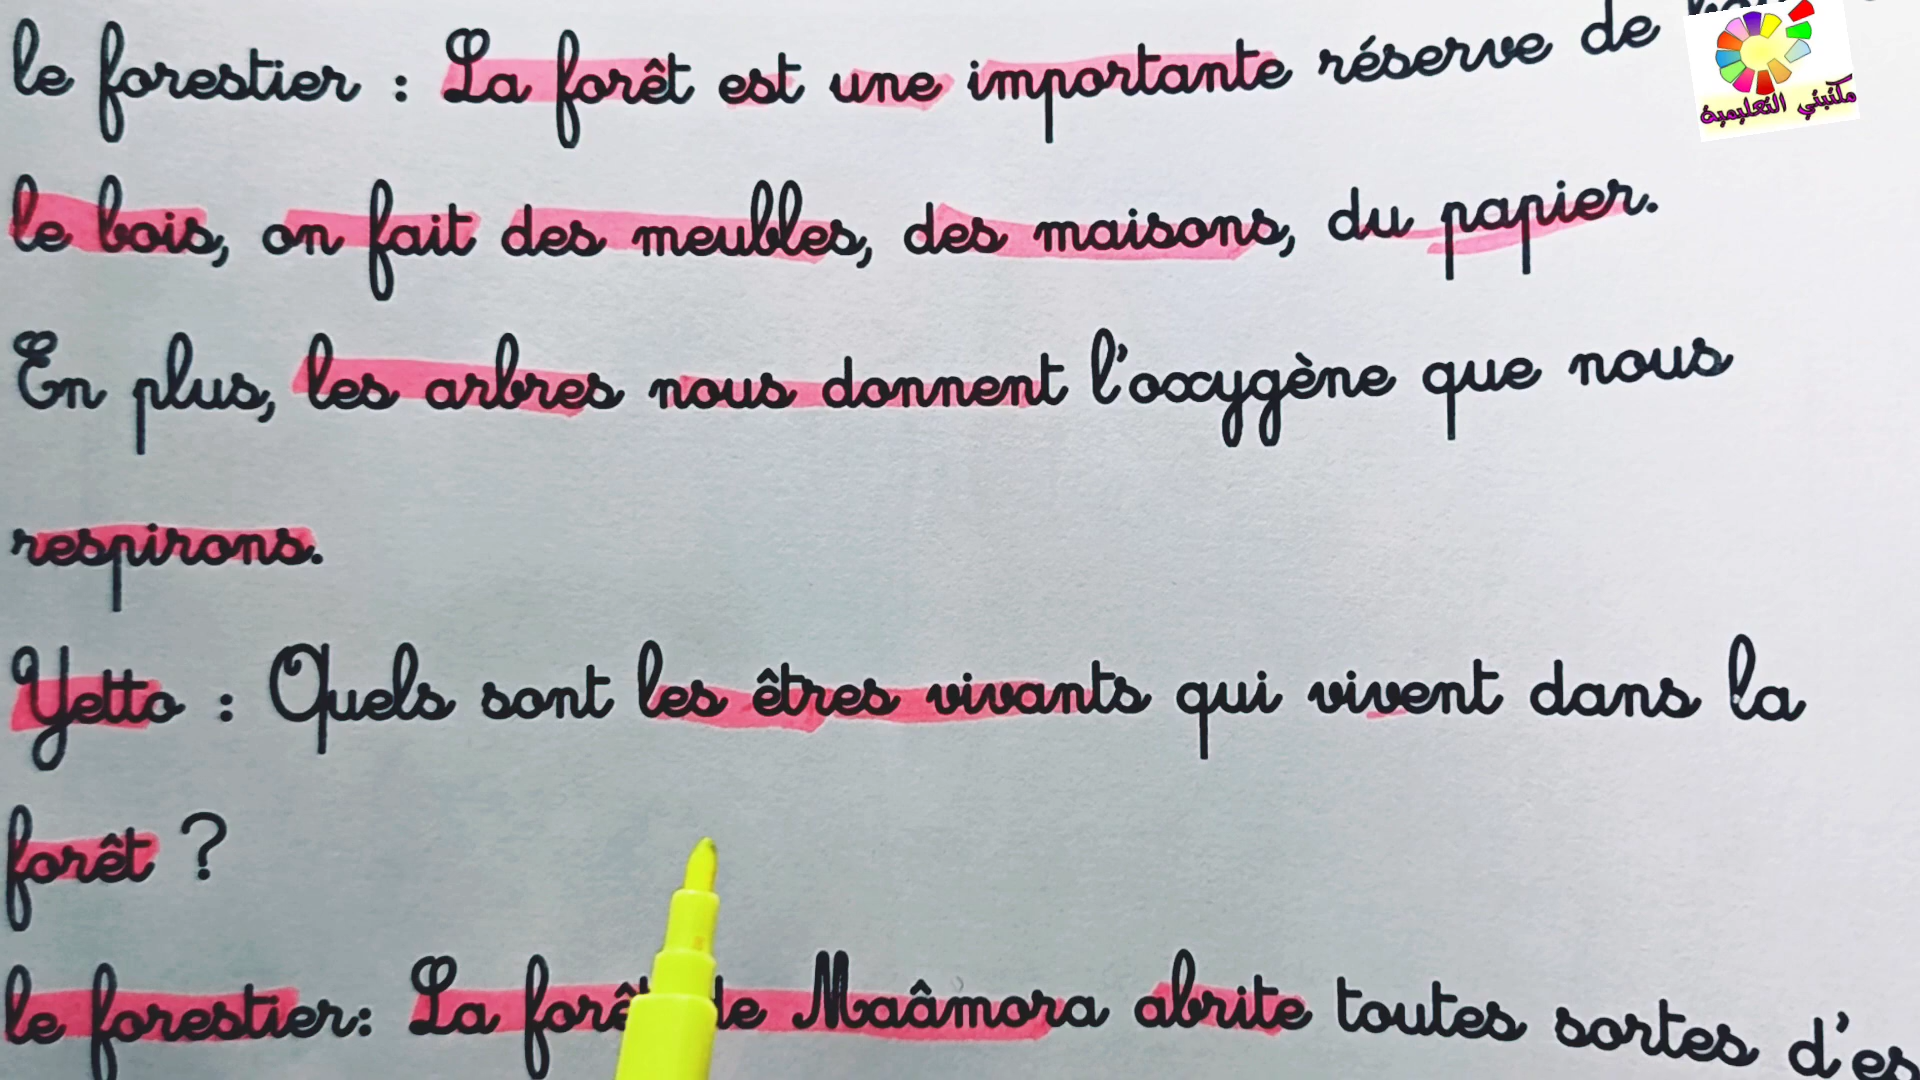 le forestier : La forêt est une importante réserve de
مكتبتي التعليمية
le bois, on fait des meubles, des maisons, du papier.
En plus, les arbres nous donnent l'oxygène que nous
respirons.
Yetto : Quels sont les êtres vivants qui vivent dans la
forêt ?
le forestier: La forêt de Maâmora abrite toutes sortes